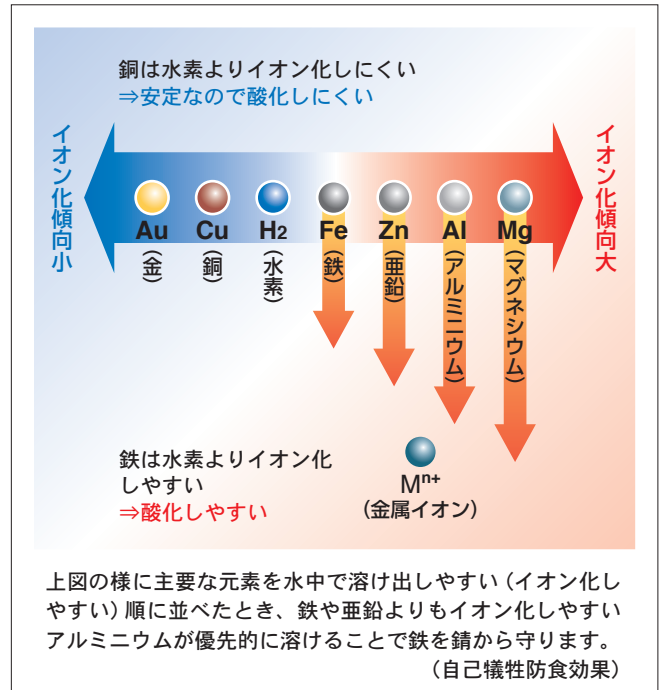 銅は水素よりイオン化しにくい
⇒安定なので酸化しにくい
イオン化傾向小
イオン化傾向大
Au
(金)
Cu
(銅)
H2
(水素)
Fe
(鉄)
Zn
(亜鉛)
Al
(アルミニウム)
Mg
(マグネシウム)
鉄は水素よりイオン化
しやすい
⇒酸化しやすい
Mn+
(金属イオン)
上図の様に主要な元素を水中で溶け出しやすい(イオン化し
やすい)順に並べたとき、鉄や亜鉛よりもイオン化しやすい
アルミニウムが優先的に溶けることで鉄を錆から守ります。
(自己犠牲防食効果)